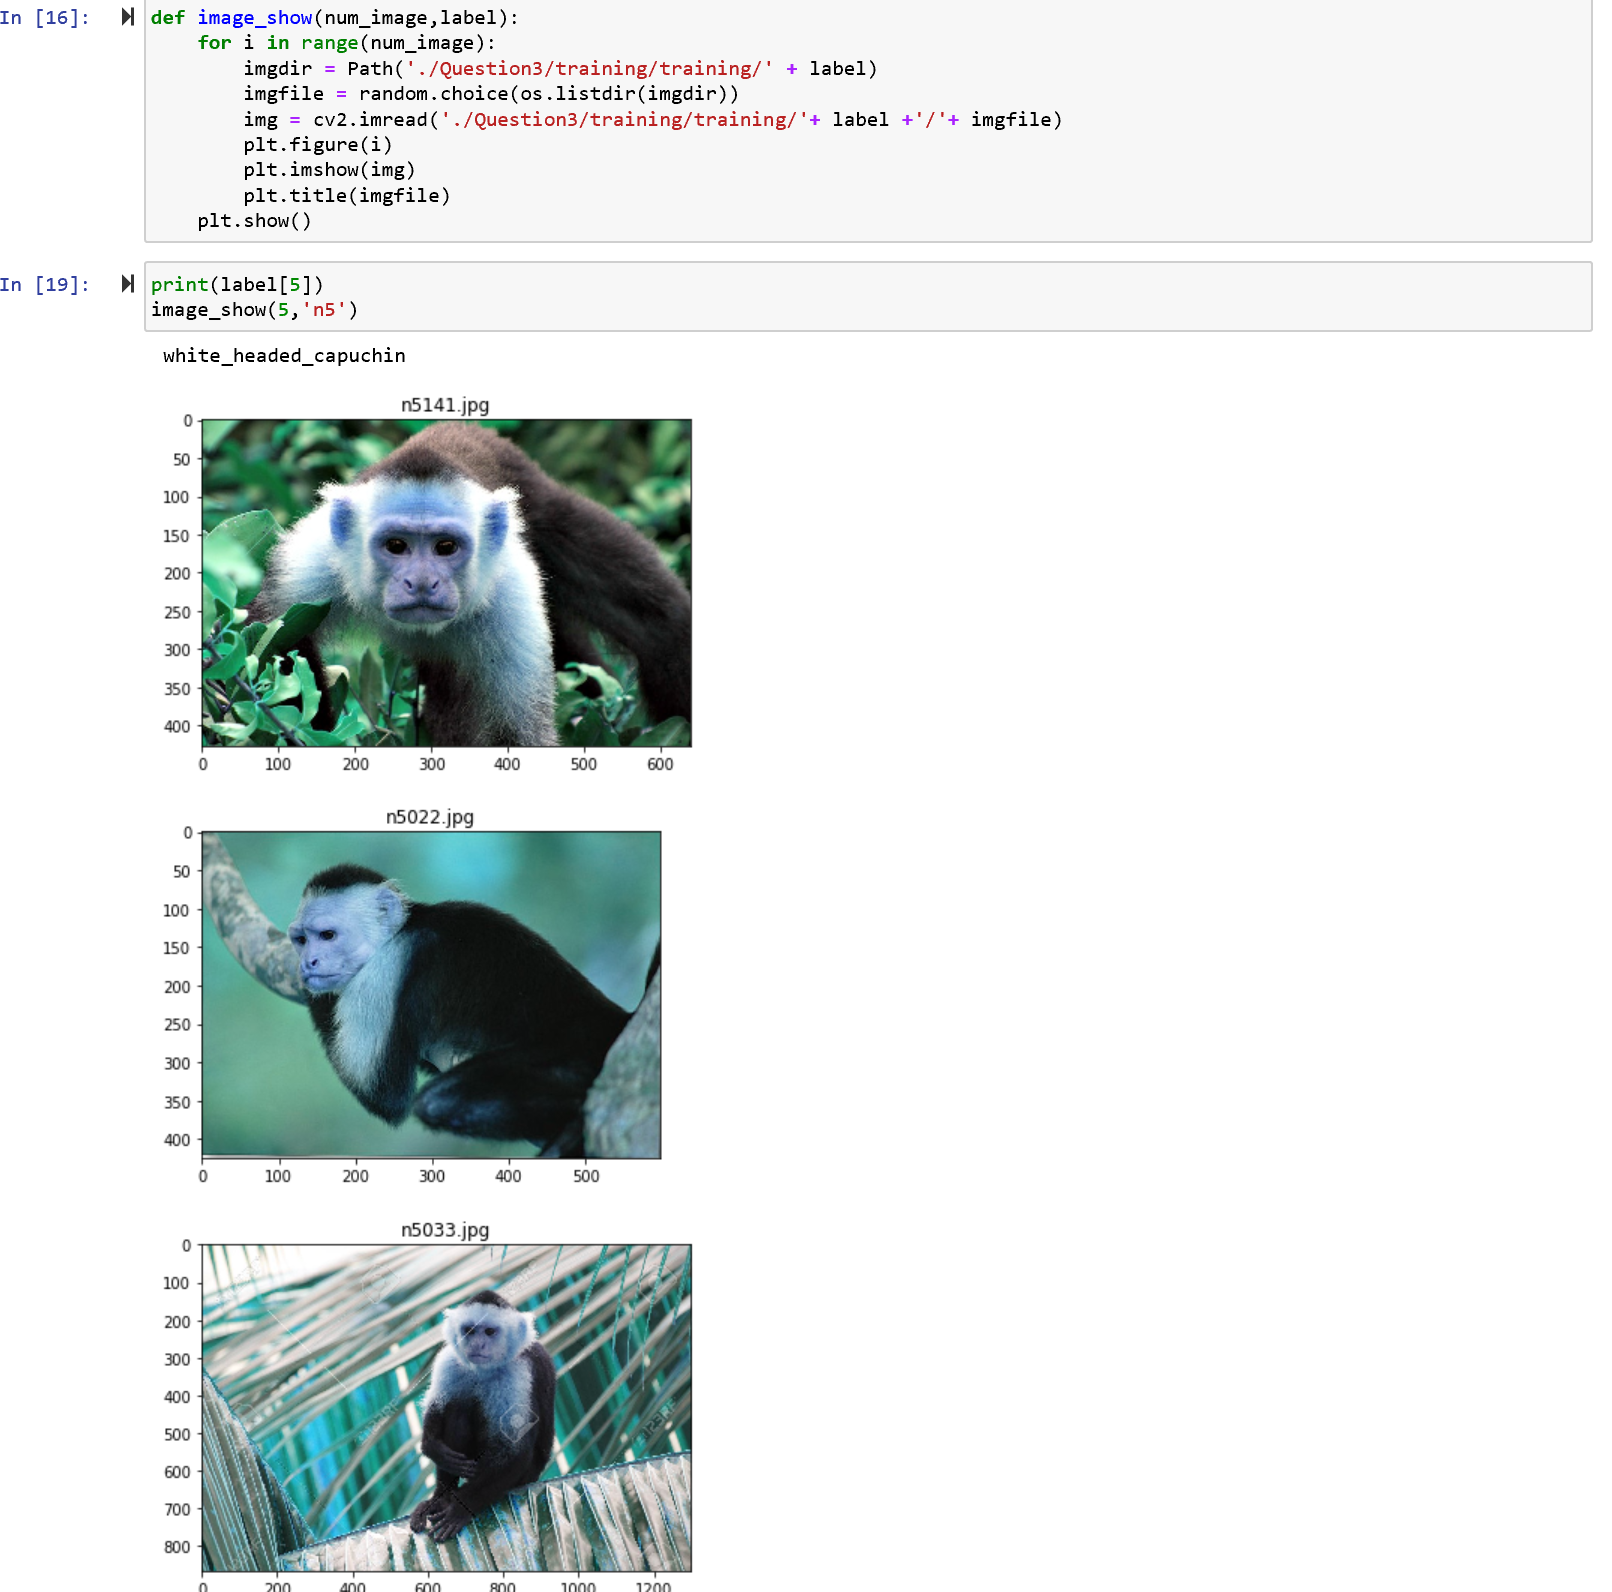 In [16]:
def image_show(num_image,label):
    for i in range(num_image):
        imgdir = Path('./Question3/training/training/' + label)
        imgfile = random.choice(os.listdir(imgdir))
        img = cv2.imread('./Question3/training/training/'+ label +'/'+ imgfile)
        plt.figure(i)
        plt.imshow(img)
        plt.title(imgfile)
    plt.show()
In [19]:
print(label[5])
image_show(5,'n5')
white_headed_capuchin
n5141.jpg
0
50
100
150
200
250
300
350
400
0 100 200 300 400 500 600
n5022.jpg
0
50
100
150
200
250
300
350
400
0 100 200 300 400 500
n5033.jpg
0
100
200
300
400
500
600
700
800
0 200 400 600 800 1000 1200